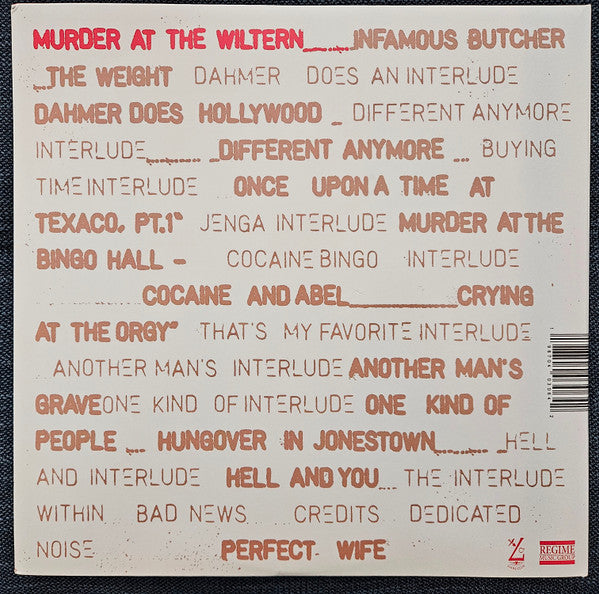 MURDER AT THE WILTERN INFAMOUS BUTCHER
THE WEIGHT DAHMER DOES AN INTERLUDE
DAHMER DOES HOLLYWOOD _ DIFFERENT ANYMORE
INTERLUDE DIFFERENT ANYMORE BUYING
TIME INTERLUDE ONCE UPON A TIME AT
TEXACO, PT.1" JENGA INTERLUDE MURDER AT THE
BINGO HALL - COCAINE BINGO INTERLUDE
COCAINE AND ABEL CRYING
AT THE ORGY" THAT'S MY FAVORITE INTERLUDE
ANOTHER MAN'S INTERLUDE ANOTHER MAN'S
GRAVE ONE KIND OF INTERLUDE ONE KIND OF
PEOPLE HUNGOVER IN JONESTOWN HELL
AND INTERLUDE HELL AND YOU THE INTERLUDE
WITHIN BAD NEWS CREDITS DEDICATED
NOISE PERFECT WIFE
REGIME
MUSIC GROUP